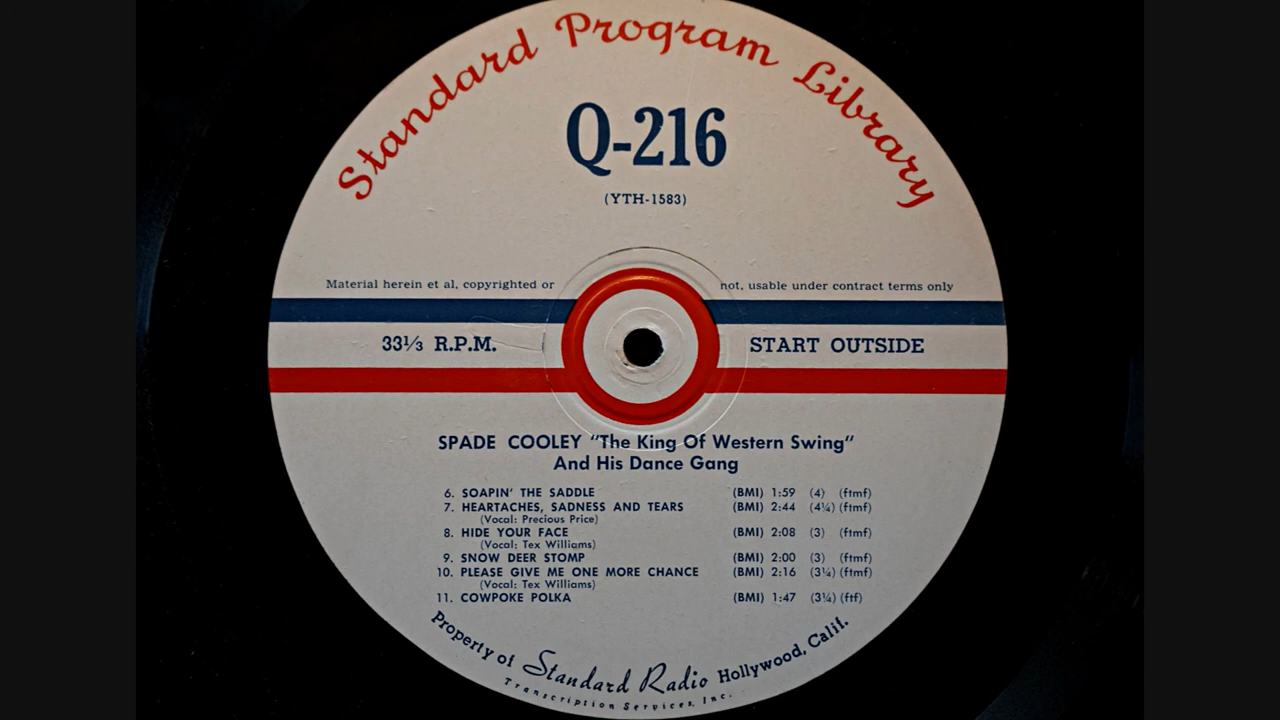 Standard Program Library
Q-216
(YTH-1583)
Material herein et al, copyrighted or not, usable under contract terms only
33⅓ R.P.M. START OUTSIDE
SPADE COOLEY "The King Of Western Swing"
And His Dance Gang
6. SOAPIN' THE SADDLE (BMI) 1:59 (4) (ftmf)
7. HEARTACHES, SADNESS AND TEARS (BMI) 2:44 (4¼) (ftmf)
(Vocal: Precious Price)
8. HIDE YOUR FACE (BMI) 2:08 (3) (ftmf)
(Vocal: Tex Williams)
9. SNOW DEER STOMP (BMI) 2:00 (3) (ftmf)
10. PLEASE GIVE ME ONE MORE CHANCE (BMI) 2:16 (3¼) (ftmf)
(Vocal: Tex Williams)
11. COWPOKE POLKA (BMI) 1:47 (3¼) (ftf)
Property of Standard Radio Hollywood, Calif.
Transcription Services, Inc.